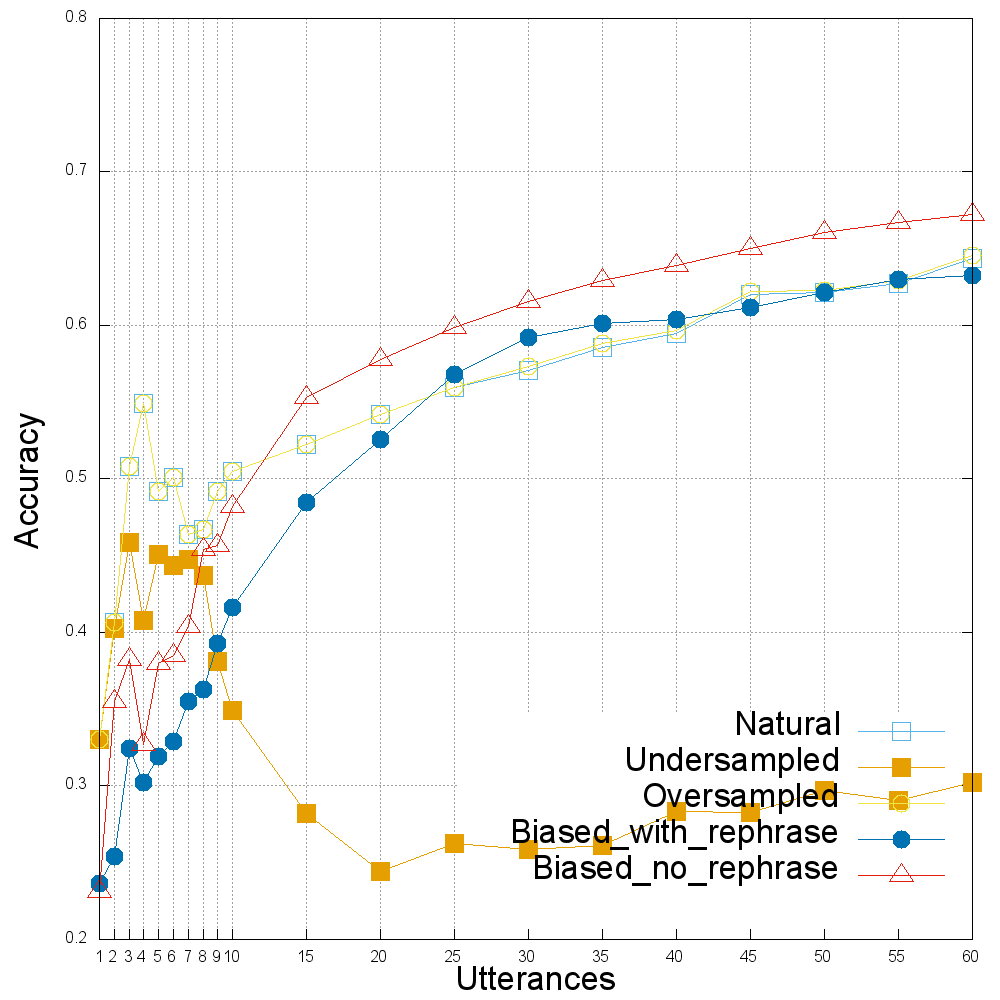 0.8
0.7
0.6
0.5
0.4
0.3
0.2
Accuracy
Natural
Undersampled
Oversampled
Biased_with_rephrase
Biased_no_rephrase
1 2 3 4 5 6 7 8 9 10 15 20 25 30 35 40 45 50 55 60
Utterances